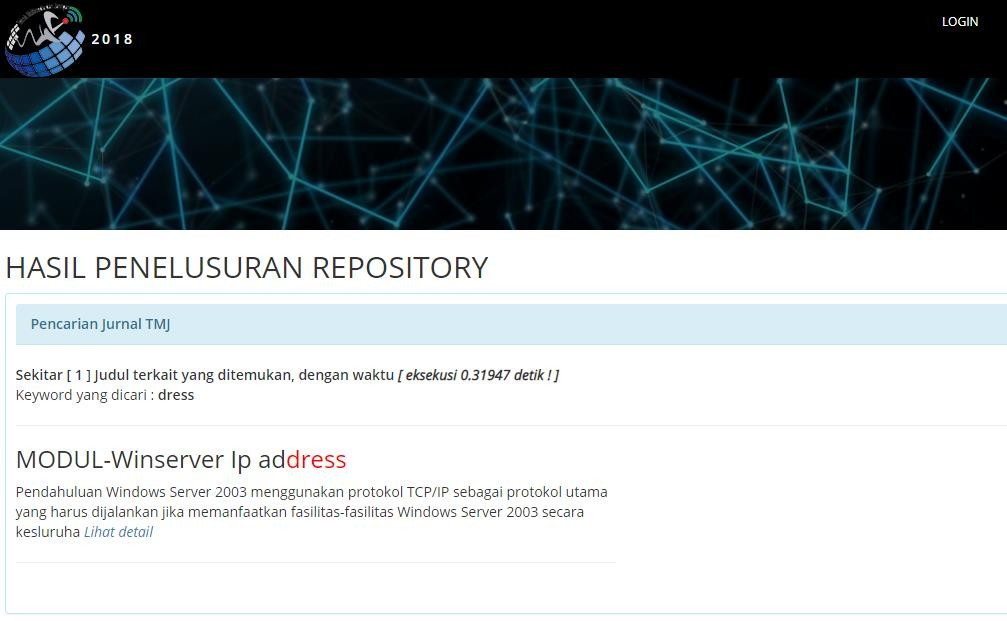 2018
LOGIN
HASIL PENELUSURAN REPOSITORY
Pencarian Jurnal TMJ
Sekitar [ 1 ] Judul terkait yang ditemukan, dengan waktu [ eksekusi 0.31947 detik ! ]
Keyword yang dicari : dress
MODUL-Winserver Ip address
Pendahuluan Windows Server 2003 menggunakan protokol TCP/IP sebagai protokol utama
yang harus dijalankan jika memanfaatkan fasilitas-fasilitas Windows Server 2003 secara
kesluruha Lihat detail